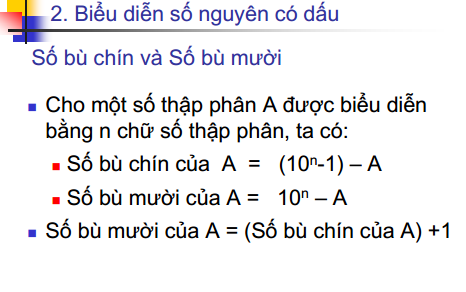 2. Biểu diễn số nguyên có dấu
Số bù chín và Số bù mười
Cho một số thập phân A được biểu diễn
bằng n chữ số thập phân, ta có:
Số bù chín của A = (10ⁿ-1) – A
Số bù mười của A = 10ⁿ – A
Số bù mười của A = (Số bù chín của A) +1